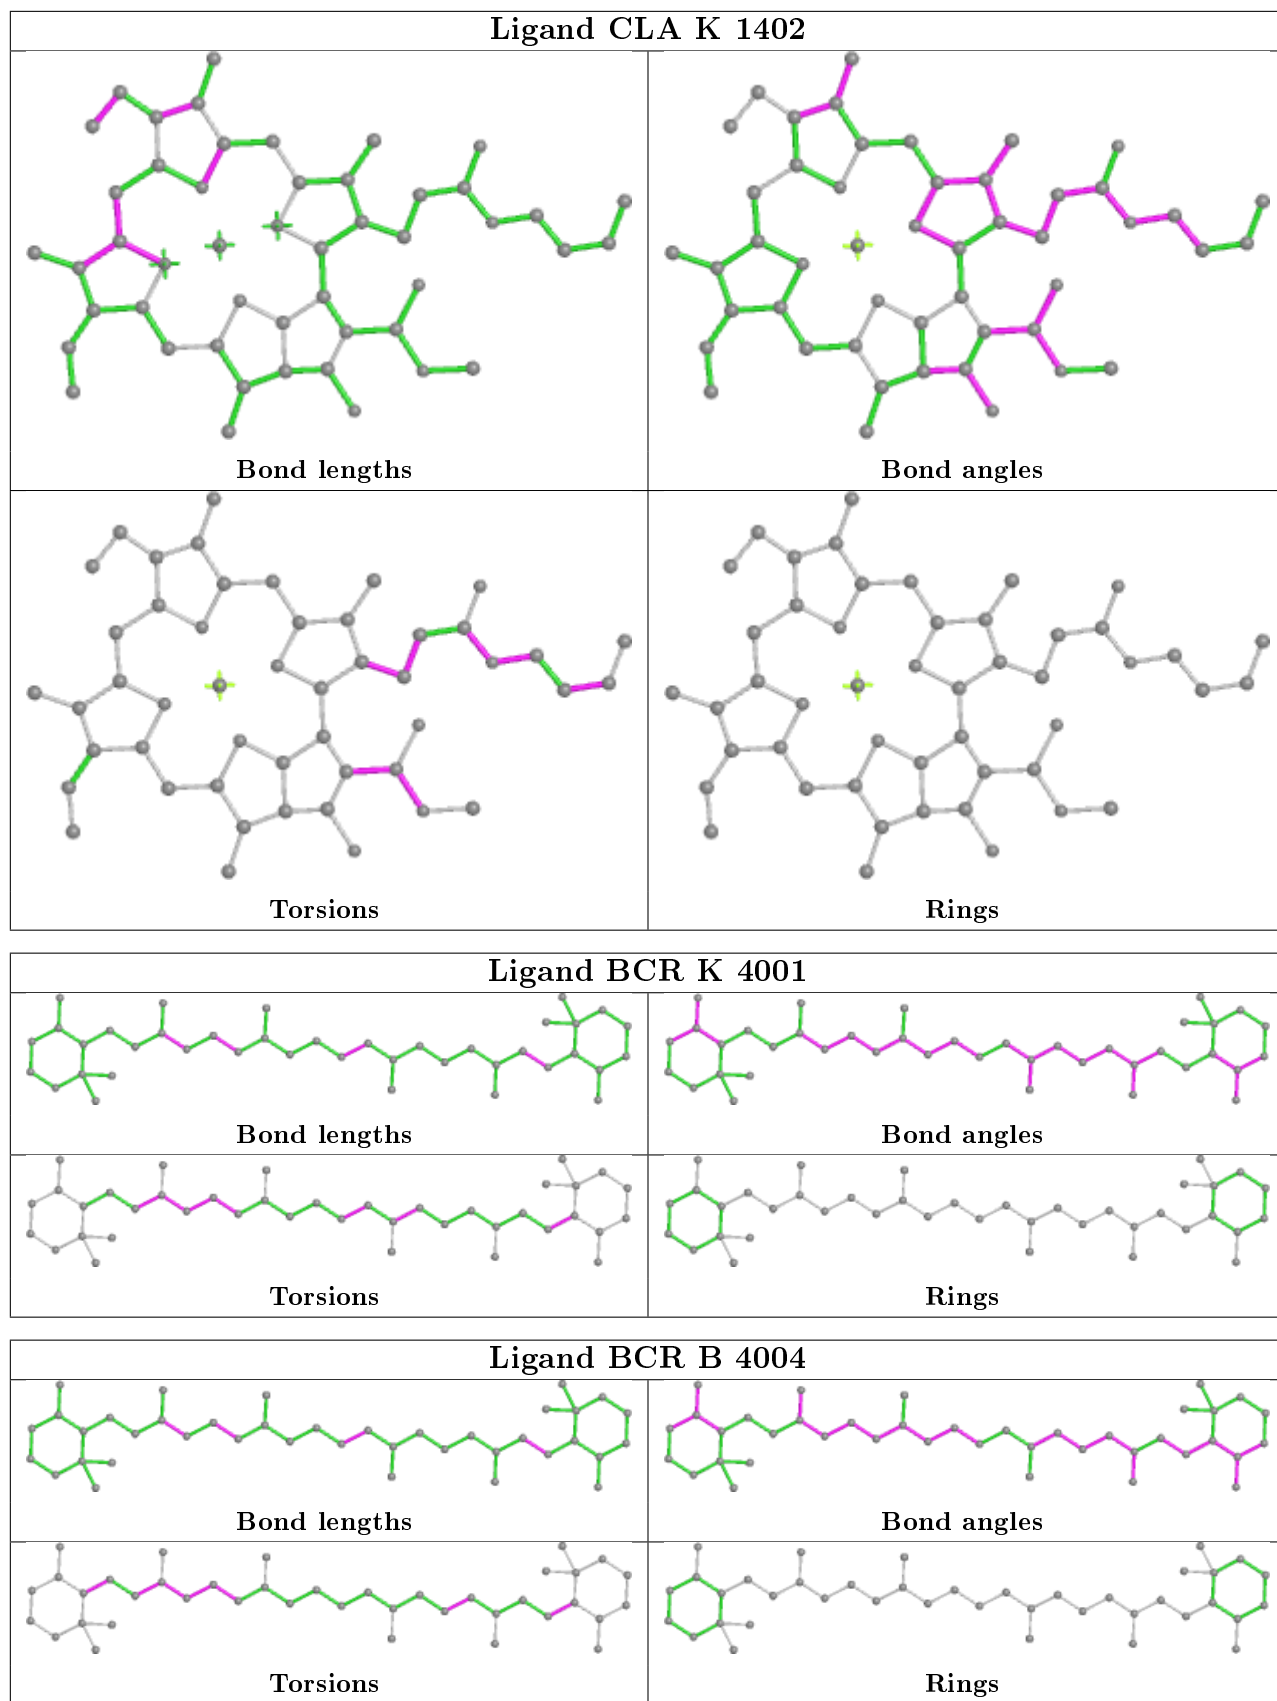 Ligand CLA K 1402
Bond lengths
Bond angles
Torsions
Rings
Ligand BCR K 4001
Bond lengths
Bond angles
Torsions
Rings
Ligand BCR B 4004
Bond lengths
Bond angles
Torsions
Rings